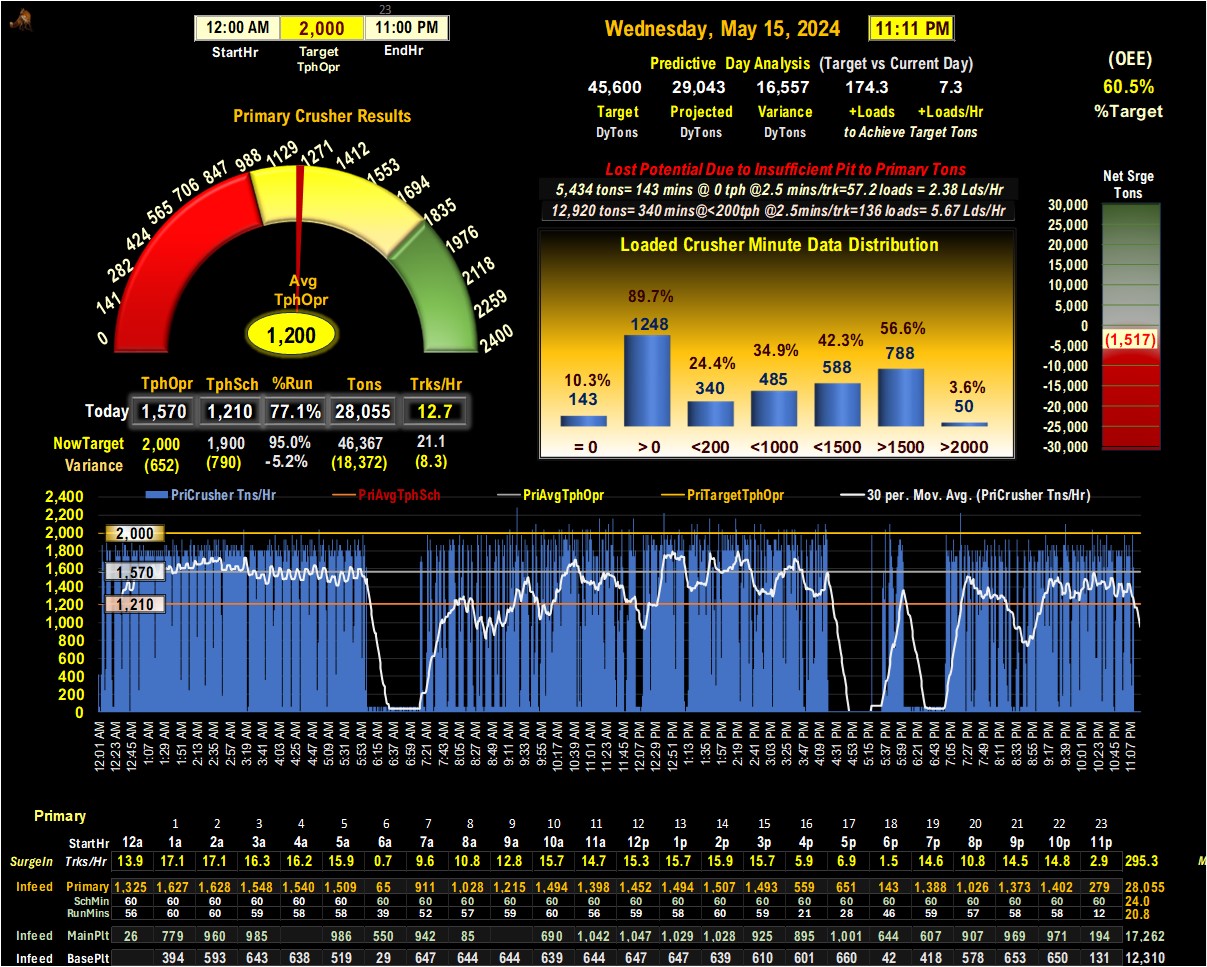 23
12:00 AM 2,000 11:00 PM
StartHr Target EndHr
TphOpr
Wednesday, May 15, 2024 11:11 PM
Predictive Day Analysis (Target vs Current Day)
45,600 29,043 16,557 174.3 7.3
Target Projected Variance +Loads +Loads/Hr
DyTons DyTons DyTons to Achieve Target Tons
(OEE)
60.5%
%Target
Primary Crusher Results
0 141 282 424 565 706 847 988 1129 1271 1412 1553 1694 1835 1976 2118 2259 2400
Avg
TphOpr
1,200
Lost Potential Due to Insufficient Pit to Primary Tons
5,434 tons= 143 mins @ 0 tph @2.5 mins/trk=57.2 loads = 2.38 Lds/Hr
12,920 tons= 340 mins@<200tph @2.5mins/trk=136 loads= 5.67 Lds/Hr
Loaded Crusher Minute Data Distribution
10.3% 89.7% 24.4% 34.9% 42.3% 56.6% 3.6%
143 1248 340 485 588 788 50
= 0 > 0 <200 <1000 <1500 >1500 >2000
Net Srge
Tons
30,000
25,000
20,000
15,000
10,000
5,000
0
-5,000
-10,000
-15,000
-20,000
-25,000
-30,000
(1,517)
TphOpr TphSch %Run Tons Trks/Hr
Today 1,570 1,210 77.1% 28,055 12.7
NowTarget 2,000 1,900 95.0% 46,367 21.1
Variance (652) (790) -5.2% (18,372) (8.3)
PriCrusher Tns/Hr PriAvgTphSch PriAvgTphOpr PriTargetTphOpr 30 per. Mov. Avg. (PriCrusher Tns/Hr)
2,400
2,200
2,000
1,800
1,600
1,400
1,200
1,000
800
600
400
200
0
2,000
1,570
1,210
12:01 AM 12:23 AM 12:45 AM 1:07 AM 1:29 AM 1:51 AM 2:13 AM 2:35 AM 2:57 AM 3:19 AM 3:41 AM 4:03 AM 4:25 AM 4:47 AM 5:09 AM 5:31 AM 5:53 AM 6:15 AM 6:37 AM 6:59 AM 7:21 AM 7:43 AM 8:05 AM 8:27 AM 8:49 AM 9:11 AM 9:33 AM 9:55 AM 10:17 AM 10:39 AM 11:01 AM 11:23 AM 11:45 AM 12:07 PM 12:29 PM 12:51 PM 1:13 PM 1:35 PM 1:57 PM 2:19 PM 2:41 PM 3:03 PM 3:25 PM 3:47 PM 4:09 PM 4:31 PM 4:53 PM 5:15 PM 5:37 PM 5:59 PM 6:21 PM 6:43 PM 7:05 PM 7:27 PM 7:49 PM 8:11 PM 8:33 PM 8:55 PM 9:17 PM 9:39 PM 10:01 PM 10:23 PM 10:45 PM 11:07 PM
Primary 1 2 3 4 5 6 7 8 9 10 11 12 13 14 15 16 17 18 19 20 21 22 23
StartHr 12a 1a 2a 3a 4a 5a 6a 7a 8a 9a 10a 11a 12p 1p 2p 3p 4p 5p 6p 7p 8p 9p 10p 11p
SurgeIn Trks/Hr 13.9 17.1 17.1 16.3 16.2 15.9 0.7 9.6 10.8 12.8 15.7 14.7 15.3 15.7 15.9 15.7 5.9 6.9 1.5 14.6 10.8 14.5 14.8 2.9 295.3
Infeed Primary 1,325 1,627 1,628 1,548 1,540 1,509 65 911 1,028 1,215 1,494 1,398 1,452 1,494 1,507 1,493 559 651 143 1,388 1,026 1,373 1,402 279 28,055
SchMin 60 60 60 60 60 60 60 60 60 60 60 60 60 60 60 60 60 60 60 60 60 60 60 60 24.0
RunMins 56 60 60 59 58 58 39 52 57 59 60 56 59 58 60 59 21 28 46 59 57 58 58 12 20.8
Infeed MainPlt 26 779 960 985 986 550 942 85 690 1,042 1,047 1,029 1,028 925 895 1,001 644 607 907 969 971 194 17,262
Infeed BasePlt 394 593 643 638 519 29 647 644 644 639 644 647 647 639 610 601 660 42 418 578 653 650 131 12,310